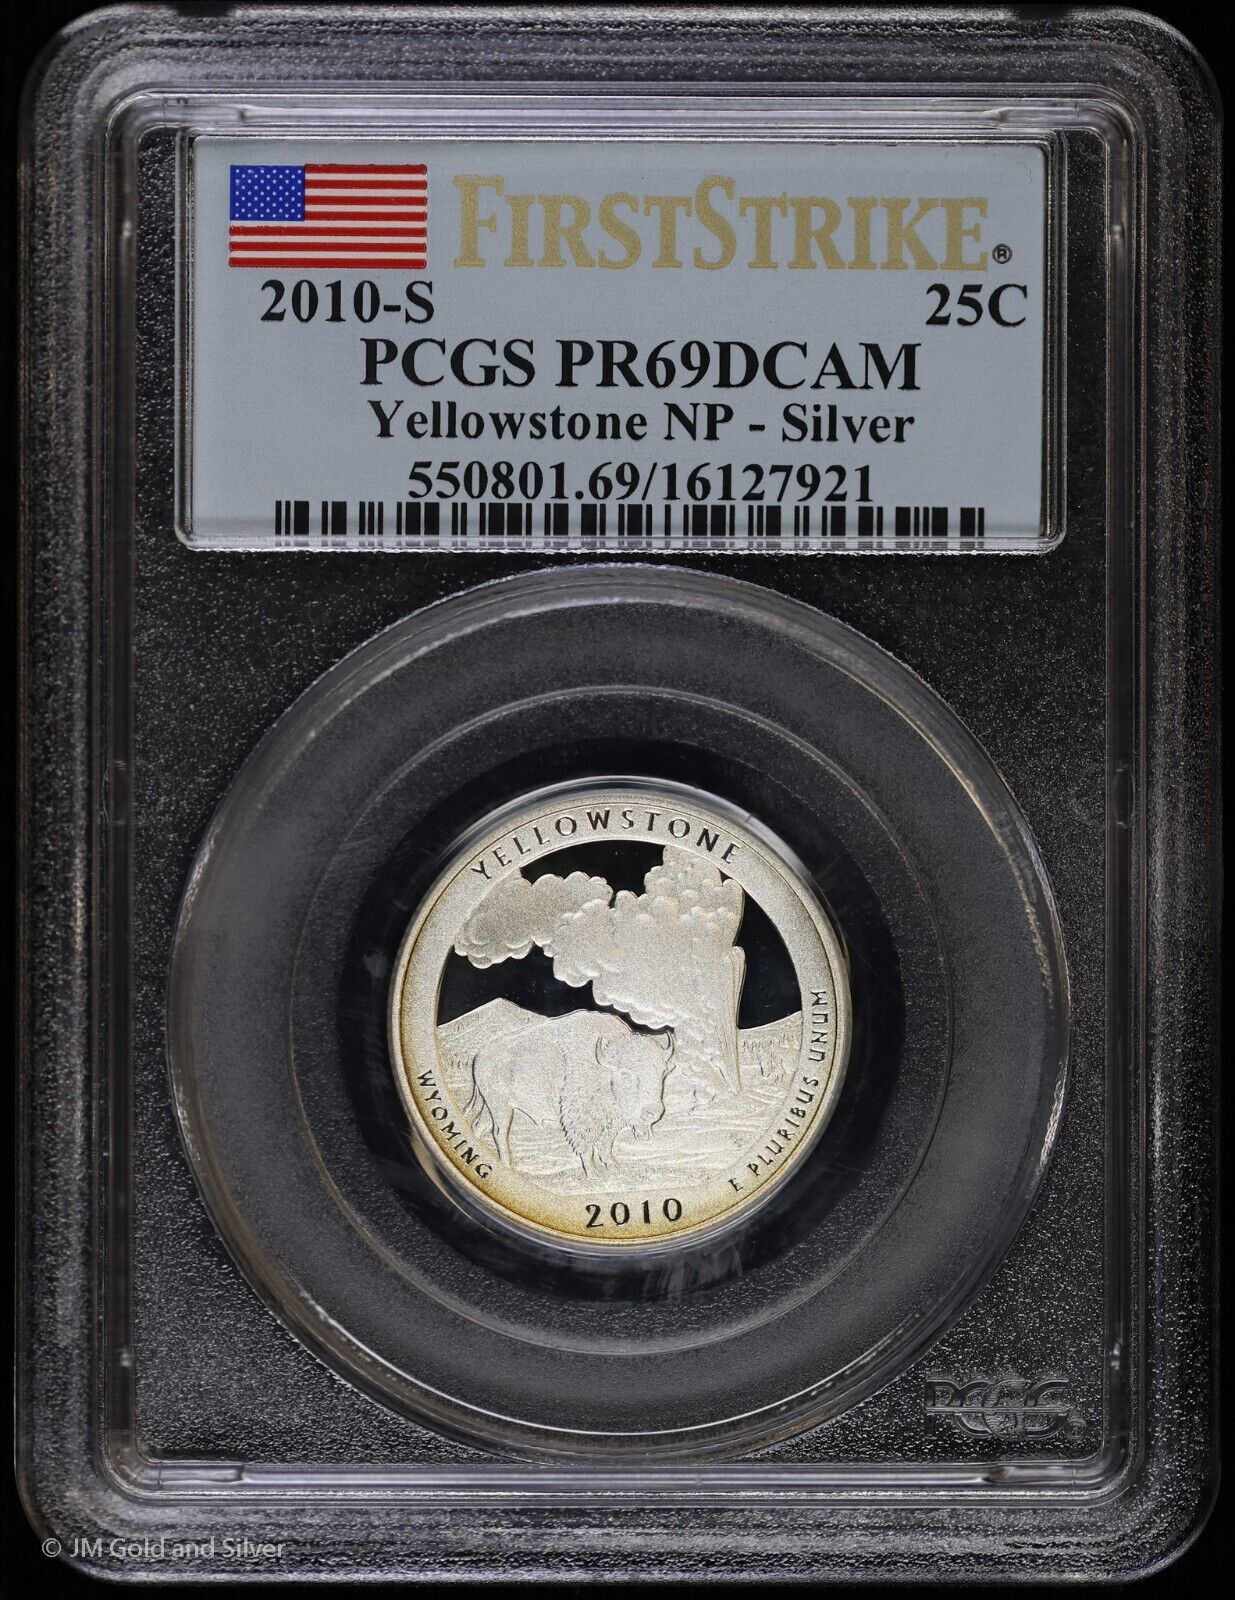 FIRSTSTRIKE®
2010-S 25C
PCGS PR69DCAM
Yellowstone NP - Silver
550801.69/16127921
YELLOWSTONE
WYOMING
E PLURIBUS UNUM
2010
PCGS
© JM Gold and Silver